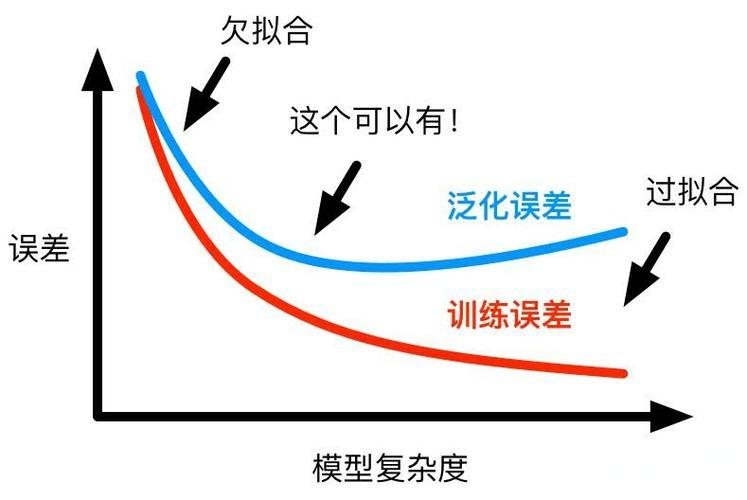 欠拟合
这个可以有！
过拟合
泛化误差
误差
训练误差
模型复杂度